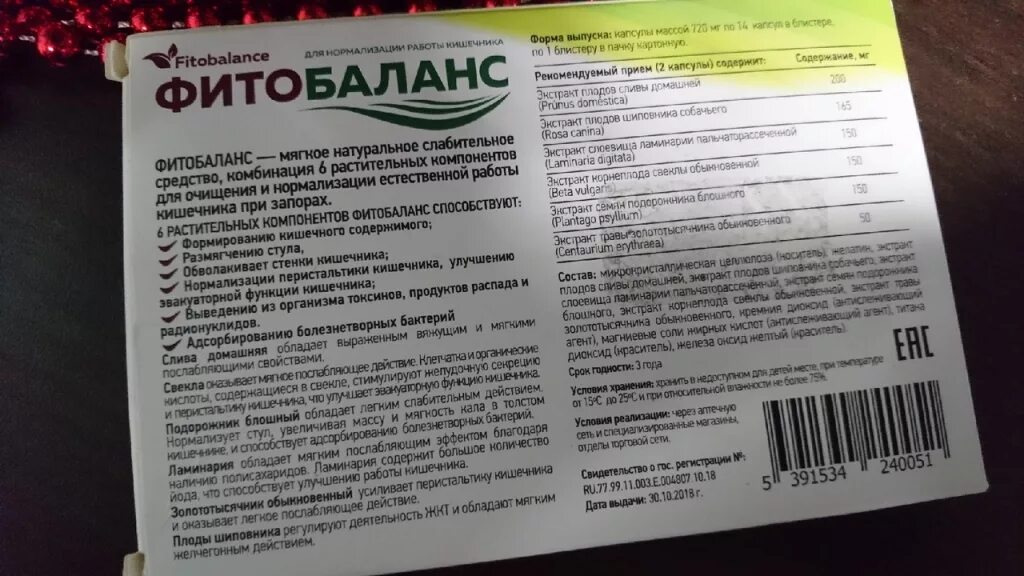 Fitobalance
ДЛЯ НОРМАЛИЗАЦИИ РАБОТЫ КИШЕЧНИКА
ФИТОБАЛАНС
ФИТОБАЛАНС — мягкое натуральное слабительное
средство, комбинация 6 растительных компонентов
для очищения и нормализации естественной работы
кишечника при запорах.
6 РАСТИТЕЛЬНЫХ КОМПОНЕНТОВ ФИТОБАЛАНС СПОСОБСТВУЮТ:
Формированию кишечного содержимого;
Размягчению стула,
Обволакивает стенки кишечника;
Нормализации перистальтики кишечника, улучшению
эвакуаторной функции кишечника;
Выведению из организма токсинов, продуктов распада и
радионуклидов.
Адсорбированию болезнетворных бактерий
Слива домашняя обладает выраженным вяжущим и мягкими
послабляющими свойствами.
Свекла оказывает мягкое послабляющее действие. Клетчатка и органические
кислоты, содержащиеся в свекле, стимулируют желудочную секрецию
и перистальтику кишечника, что улучшает эвакуаторную функцию кишечника.
Подорожник блошный обладает легким слабительным действием.
Нормализует стул, увеличивая массу и мягкость кала в толстом
кишечнике, и способствует адсорбированию болезнетворных бактерий.
Ламинария обладает мягким послабляющим эффектом благодаря
наличию полисахаридов. Ламинария содержит большое количество
йода, что способствует улучшению работы кишечника.
Золототысячник обыкновенный усиливает перистальтику кишечника
и оказывает легкое послабляющее действие.
Плоды шиповника регулируют деятельность ЖКТ и обладают мягким
желчегонным действием.
Форма выпуска: капсулы массой 720 мг по 14 капсул в блистере,
по 1 блистеру в пачку картонную.
Рекомендуемый прием (2 капсулы) содержит: Содержание, мг
Экстракт плодов сливы домашней
(Prunus domestica) 200
Экстракт плодов шиповника собачьего
(Rosa canina) 165
Экстракт слоевища ламинарии пальчаторассеченной
(Laminaria digitata) 150
Экстракт корнеплода свеклы обыкновенной
(Beta vulgaris) 150
Экстракт семян подорожника блошного
(Plantago psyllium) 150
Экстракт травы золототысячника обыкновенного
(Centaurium erythraea) 50
Состав: микрокристаллическая целлюлоза (носитель), желатин, экстракт
плодов сливы домашней, экстракт плодов шиповника собачьего, экстракт
слоевища ламинарии пальчаторассеченной, экстракт семян подорожника
блошного, экстракт корнеплода свеклы обыкновенной, экстракт травы
золототысячника обыкновенного, кремния диоксид (антислеживающий
агент), магниевые соли жирных кислот (антислеживающий агент), титана
диоксид (краситель), железа оксид желтый (краситель).
Срок годности: 3 года
EAC
Условия хранения: хранить в недоступном для детей месте, при температуре
от 15°С до 25°С и при относительной влажности не более 75%.
Условия реализации: через аптечную
сеть и специализированные магазины,
отделы торговой сети.
Свидетельство о гос. регистрации №:
RU.77.99.11.003.Е.004807.10.18
Дата выдачи: 30.10.2018 г.
5 391534 240051